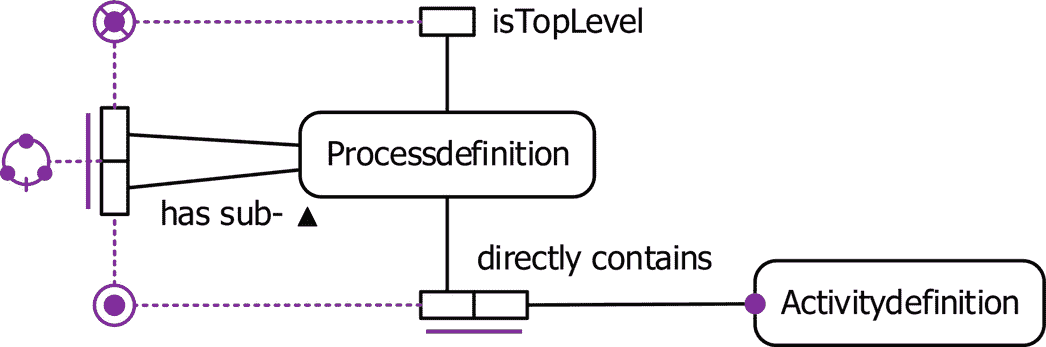 isTopLevel
Processdefinition
has sub- ▲
directly contains
Activitydefinition